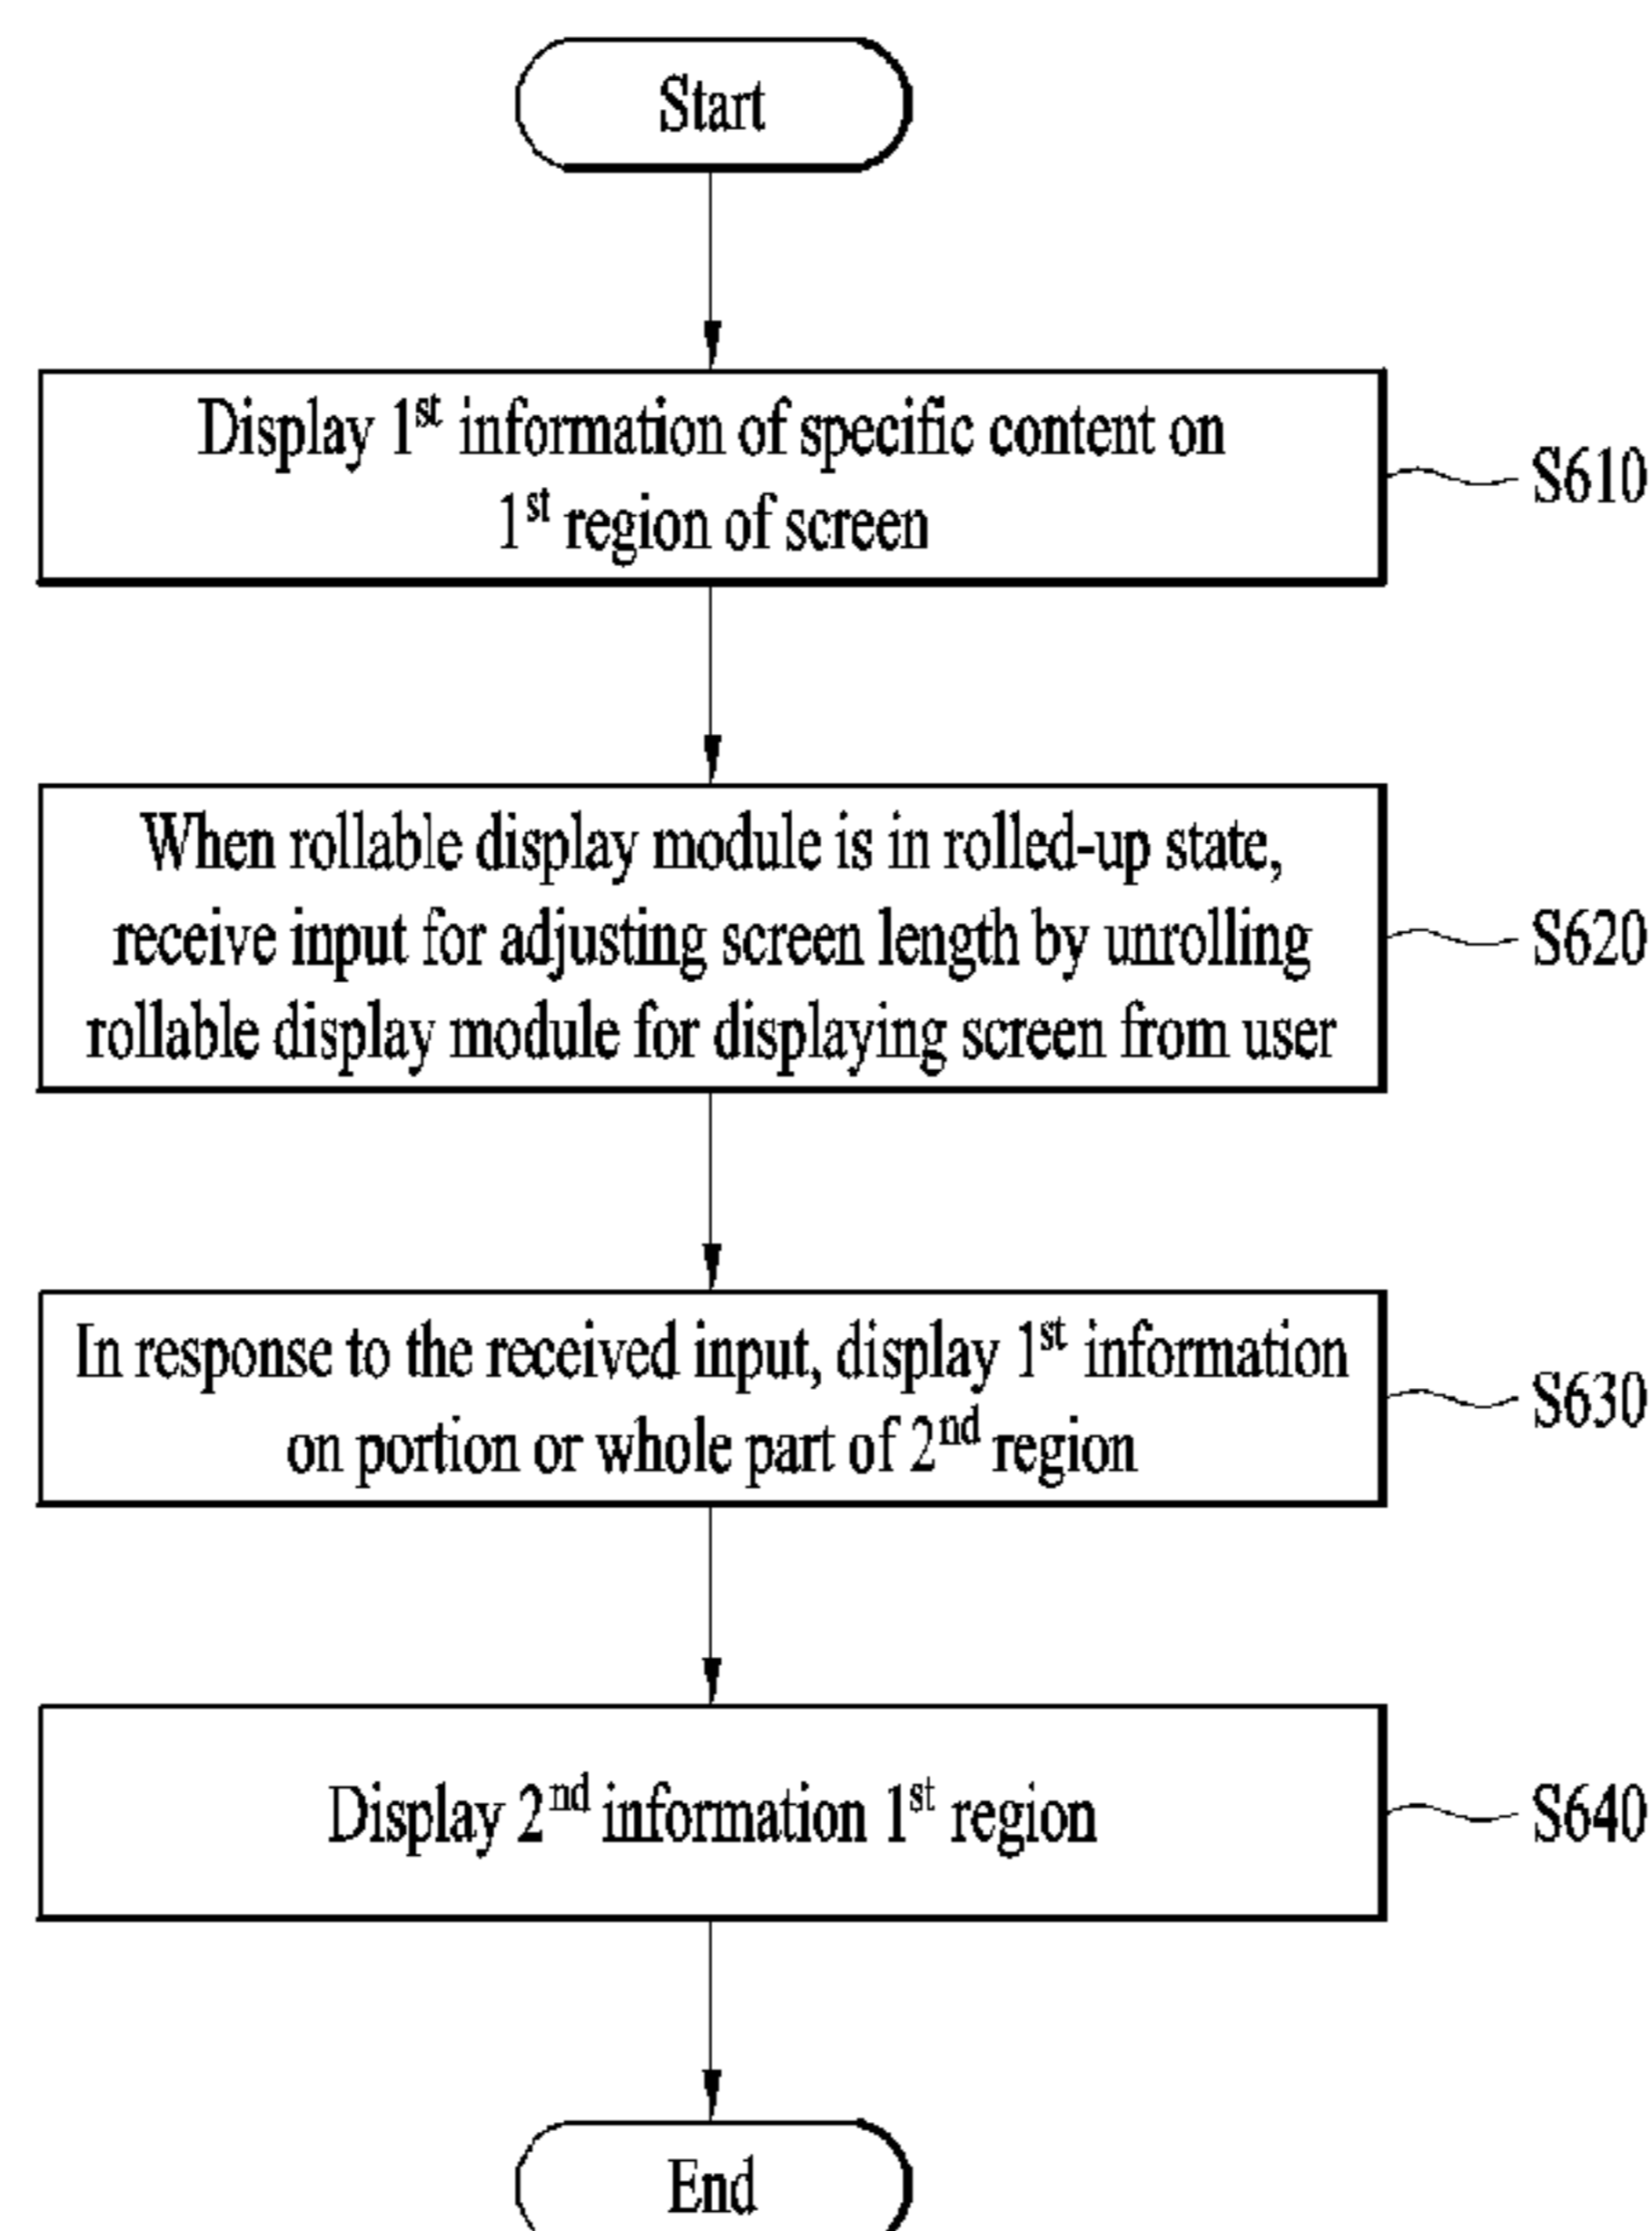 Start
Display 1st information of specific content on
1st region of screen
S610
When rollable display module is in rolled-up state,
receive input for adjusting screen length by unrolling
rollable display module for displaying screen from user
S620
In response to the received input, display 1st information
on portion or whole part of 2nd region
S630
Display 2nd information 1st region
S640
End